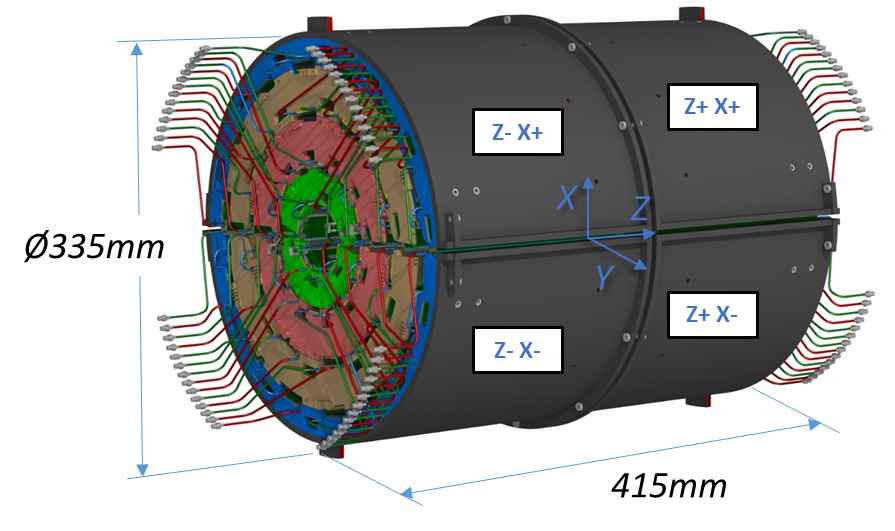 Z+ X+
Z- X+
X
Z
Ø335mm
Y
Z+ X-
Z- X-
415mm